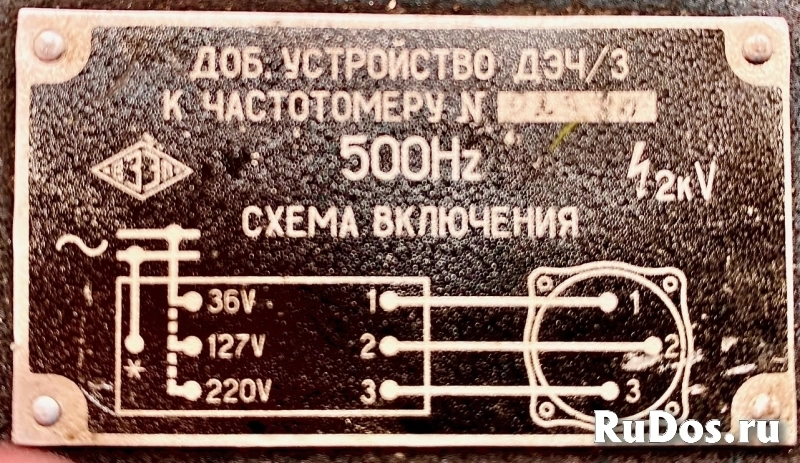 ДОБ. УСТРОЙСТВО ДЭЧ/3
К ЧАСТОТОМЕРУ N
500Hz
2кV
СХЕМА ВКЛЮЧЕНИЯ
~
36V 1 1
127V 2 2
* 220V 3 3
RuDos.ru